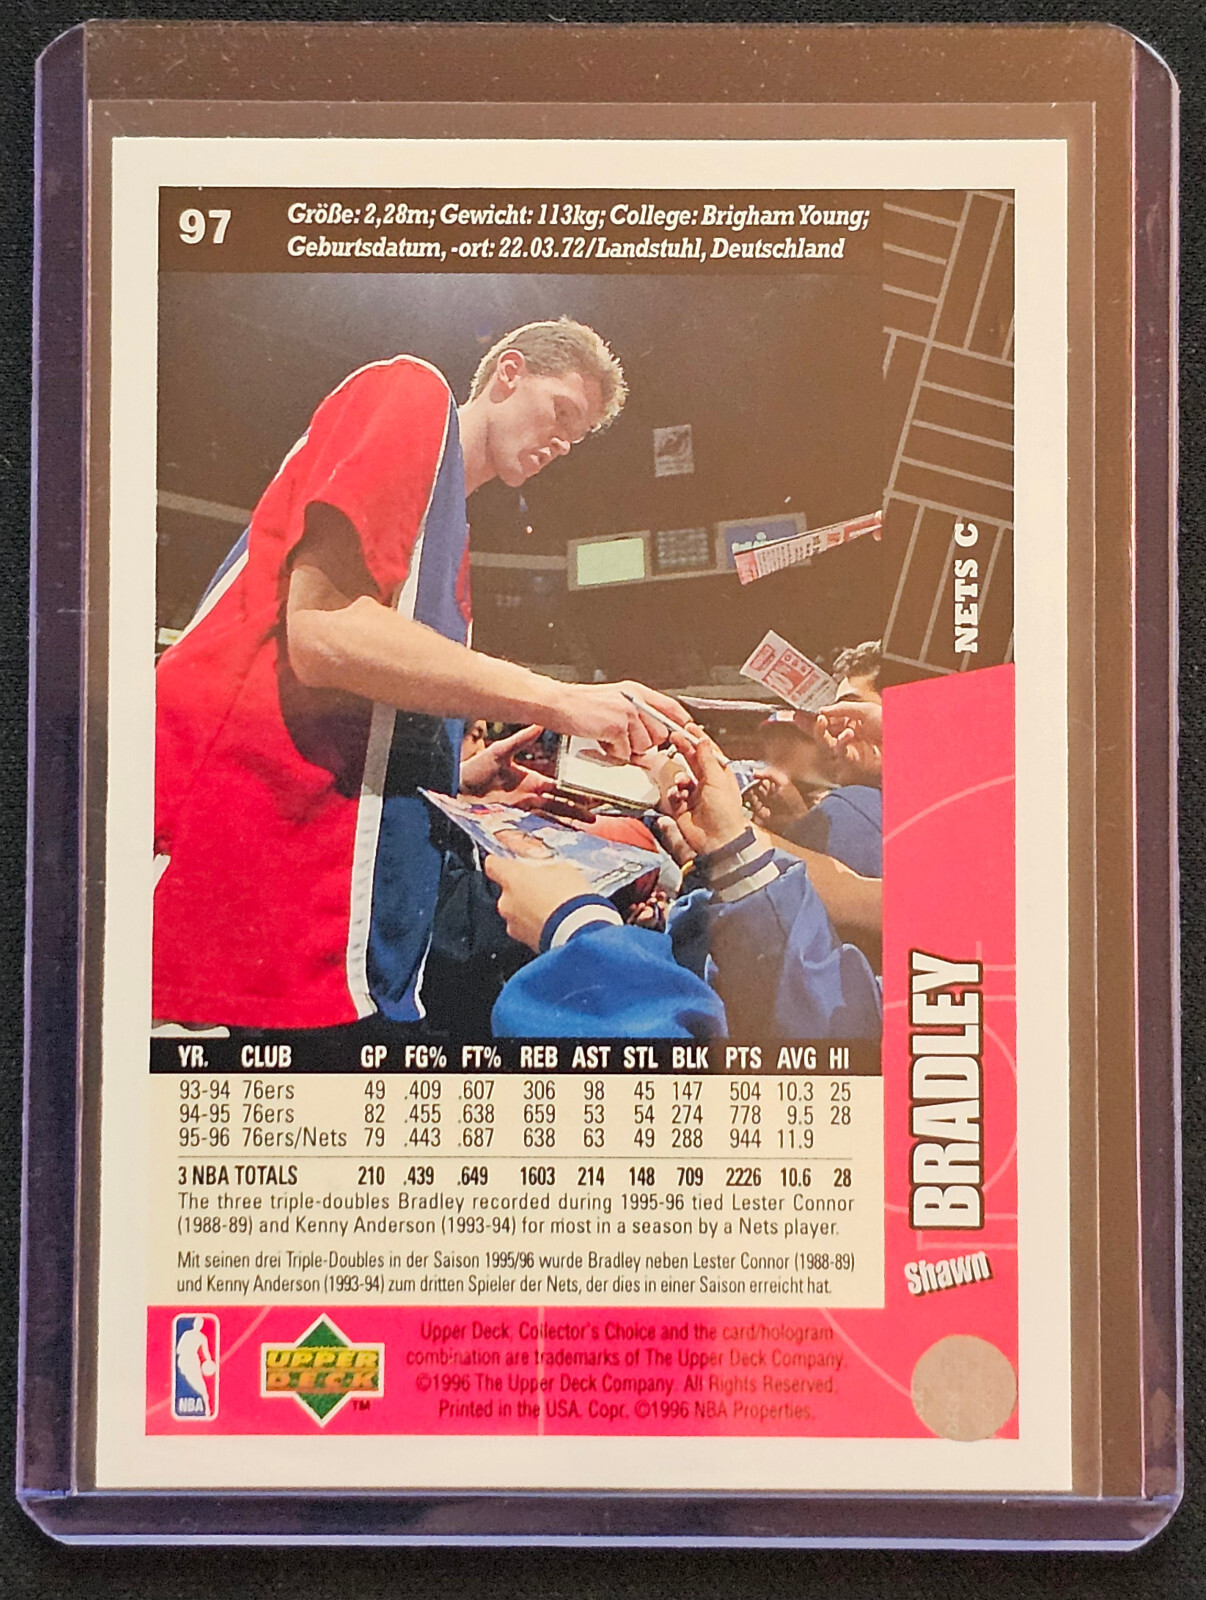 97
Größe: 2,28m; Gewicht: 113kg; College: Brigham Young;
Geburtsdatum, -ort: 22.03.72/Landstuhl, Deutschland
NETS C
BRADLEY
Shawn
YR. CLUB GP FG% FT% REB AST STL BLK PTS AVG HI
93-94 76ers 49 .409 .607 306 98 45 147 504 10.3 25
94-95 76ers 82 .455 .638 659 53 54 274 778 9.5 28
95-96 76ers/Nets 79 .443 .687 638 63 49 288 944 11.9
3 NBA TOTALS 210 .439 .649 1603 214 148 709 2226 10.6 28
The three triple-doubles Bradley recorded during 1995-96 tied Lester Connor
(1988-89) and Kenny Anderson (1993-94) for most in a season by a Nets player.
Mit seinen drei Triple-Doubles in der Saison 1995/96 wurde Bradley neben Lester Connor (1988-89)
und Kenny Anderson (1993-94) zum dritten Spieler der Nets, der dies in einer Saison erreicht hat.
NBA
UPPER
DECK
TM
Upper Deck, Collector's Choice and the card/hologram
combination are trademarks of The Upper Deck Company.
©1996 The Upper Deck Company. All Rights Reserved.
Printed in the USA. Copr. ©1996 NBA Properties.